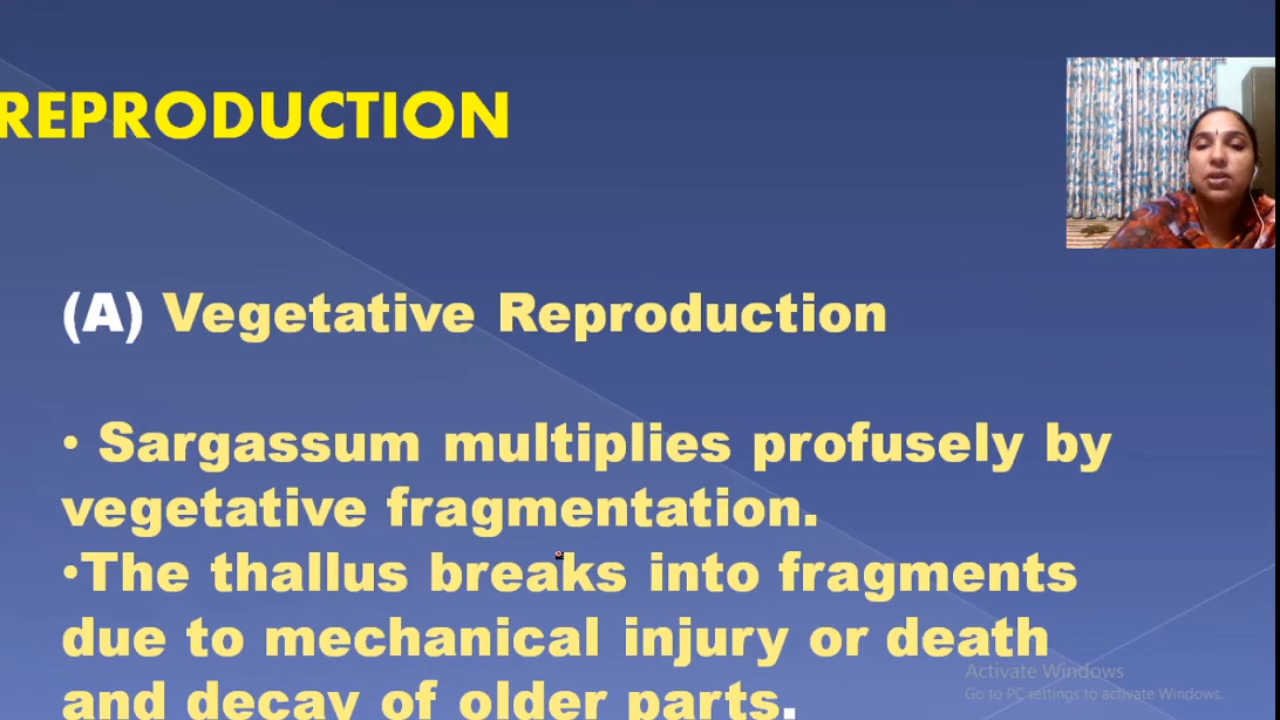 REPRODUCTION
(A) Vegetative Reproduction
• Sargassum multiplies profusely by
vegetative fragmentation.
•The thallus breaks into fragments
due to mechanical injury or death
and decay of older parts.
Activate Windows
Go to PC settings to activate Windows.